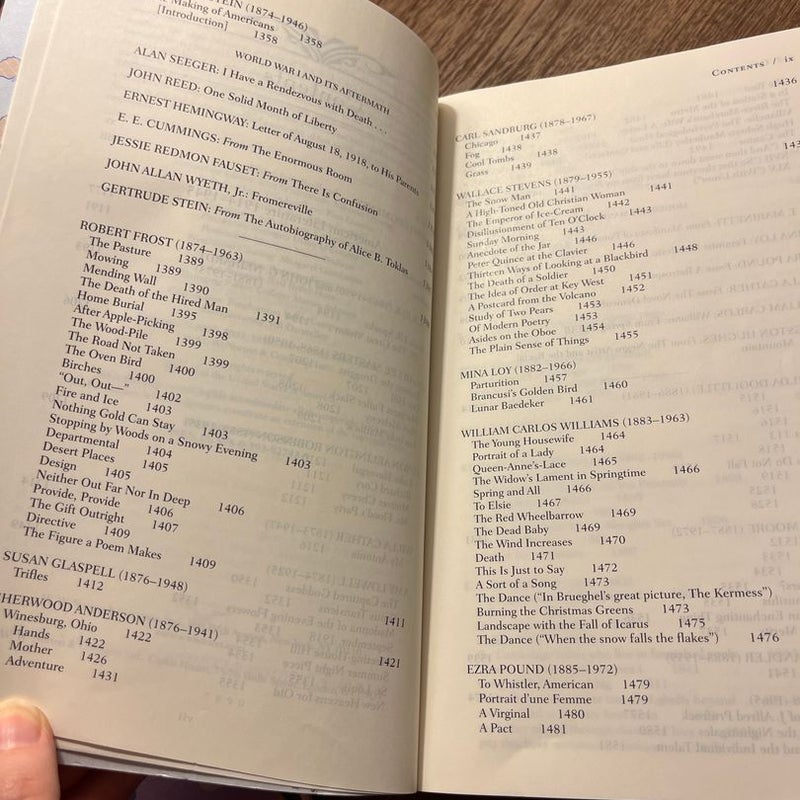 STEIN (1874–1946)
Making of Americans
[Introduction] 1358
1358
WORLD WAR I AND ITS AFTERMATH
ALAN SEEGER: I Have a Rendezvous with Death . . .
JOHN REED: One Solid Month of Liberty
ERNEST HEMINGWAY: Letter of August 18, 1918, to His Parents
E. E. CUMMINGS: From The Enormous Room
JESSIE REDMON FAUSET: From There Is Confusion
JOHN ALLAN WYETH, Jr.: Fromereville
GERTRUDE STEIN: From The Autobiography of Alice B. Toklas
ROBERT FROST (1874–1963)
The Pasture 1389
Mowing 1389
Mending Wall 1390
The Death of the Hired Man 1391
Home Burial 1395
After Apple-Picking 1398
The Wood-Pile 1399
The Road Not Taken 1399
The Oven Bird 1400
Birches 1400
“Out, Out—” 1402
Fire and Ice 1403
Nothing Gold Can Stay 1403
Stopping by Woods on a Snowy Evening 1403
Departmental 1404
Desert Places 1405
Design 1405
Neither Out Far Nor In Deep 1406
Provide, Provide 1406
The Gift Outright 1407
Directive 1409
The Figure a Poem Makes 1409
SUSAN GLASPELL (1876–1948)
Trifles 1412
1411
HERWOOD ANDERSON (1876–1941)
Winesburg, Ohio 1422
1421
Hands 1422
Mother 1426
Adventure 1431
CONTENTS / ix
1436
CARL SANDBURG (1878–1967)
Chicago 1437
Fog 1438
Cool Tombs 1438
Grass 1439
WALLACE STEVENS (1879–1955)
The Snow Man 1441
A High-Toned Old Christian Woman 1441
The Emperor of Ice-Cream 1442
Disillusionment of Ten O’Clock 1443
Sunday Morning 1443
Anecdote of the Jar 1446
Peter Quince at the Clavier 1446
Thirteen Ways of Looking at a Blackbird 1448
The Death of a Soldier 1450
The Idea of Order at Key West 1451
A Postcard from the Volcano 1452
Study of Two Pears 1453
Of Modern Poetry 1453
Asides on the Oboe 1454
The Plain Sense of Things 1455
MINA LOY (1882–1966)
Parturition 1457
Brancusi’s Golden Bird 1460
Lunar Baedeker 1461
WILLIAM CARLOS WILLIAMS (1883–1963)
The Young Housewife 1464
Portrait of a Lady 1464
Queen-Anne’s-Lace 1465
The Widow’s Lament in Springtime 1466
Spring and All 1466
To Elsie 1467
The Red Wheelbarrow 1469
The Dead Baby 1469
The Wind Increases 1470
Death 1471
This Is Just to Say 1472
A Sort of a Song 1473
The Dance (“In Brueghel’s great picture, The Kermess”)
Burning the Christmas Greens 1473
Landscape with the Fall of Icarus 1475
The Dance (“When the snow falls the flakes”) 1476
EZRA POUND (1885–1972)
To Whistler, American 1479
Portrait d’une Femme 1479
A Virginal 1480
A Pact 1481